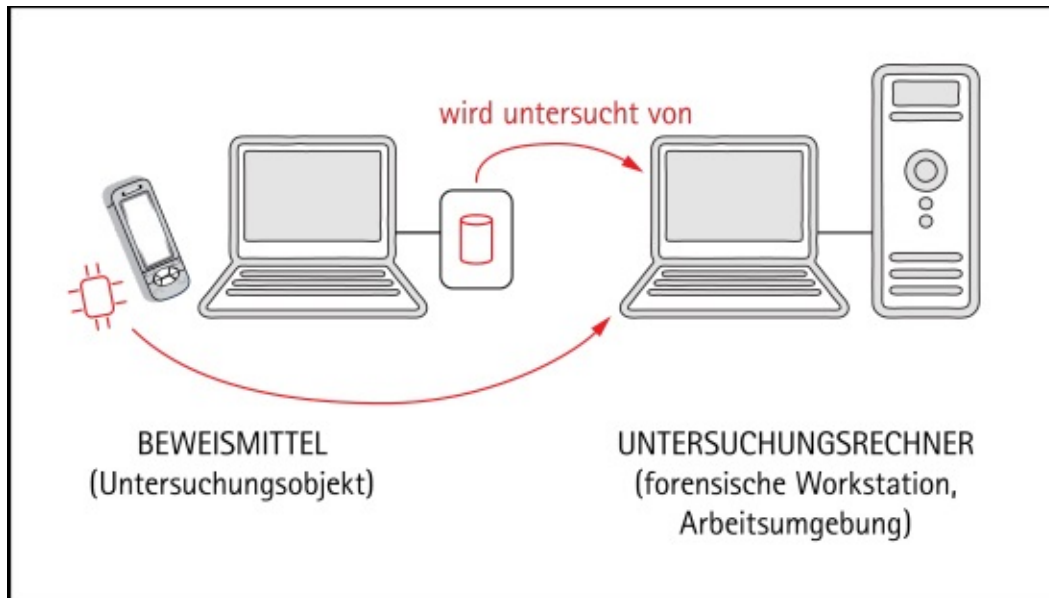 wird untersucht von
BEWEISMITTEL
(Untersuchungsobjekt)
UNTERSUCHUNGSRECHNER
(forensische Workstation,
Arbeitsumgebung)